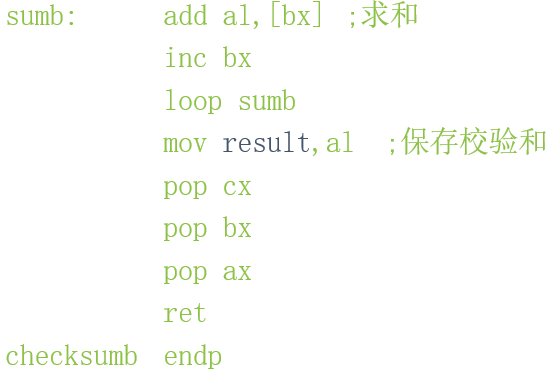 sumb: add al,[bx] ;求和
inc bx
loop sumb
mov result,al ;保存校验和
pop cx
pop bx
pop ax
ret
checksumb endp